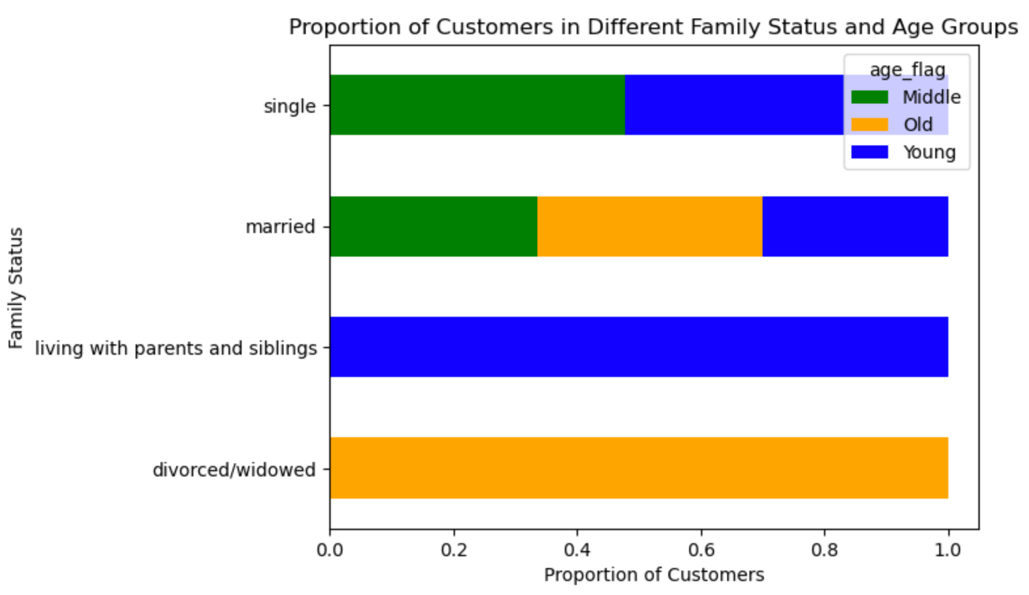 Proportion of Customers in Different Family Status and Age Groups
age_flag
Middle
Old
Young
single
married
living with parents and siblings
divorced/widowed
Family Status
0.0 0.2 0.4 0.6 0.8 1.0
Proportion of Customers